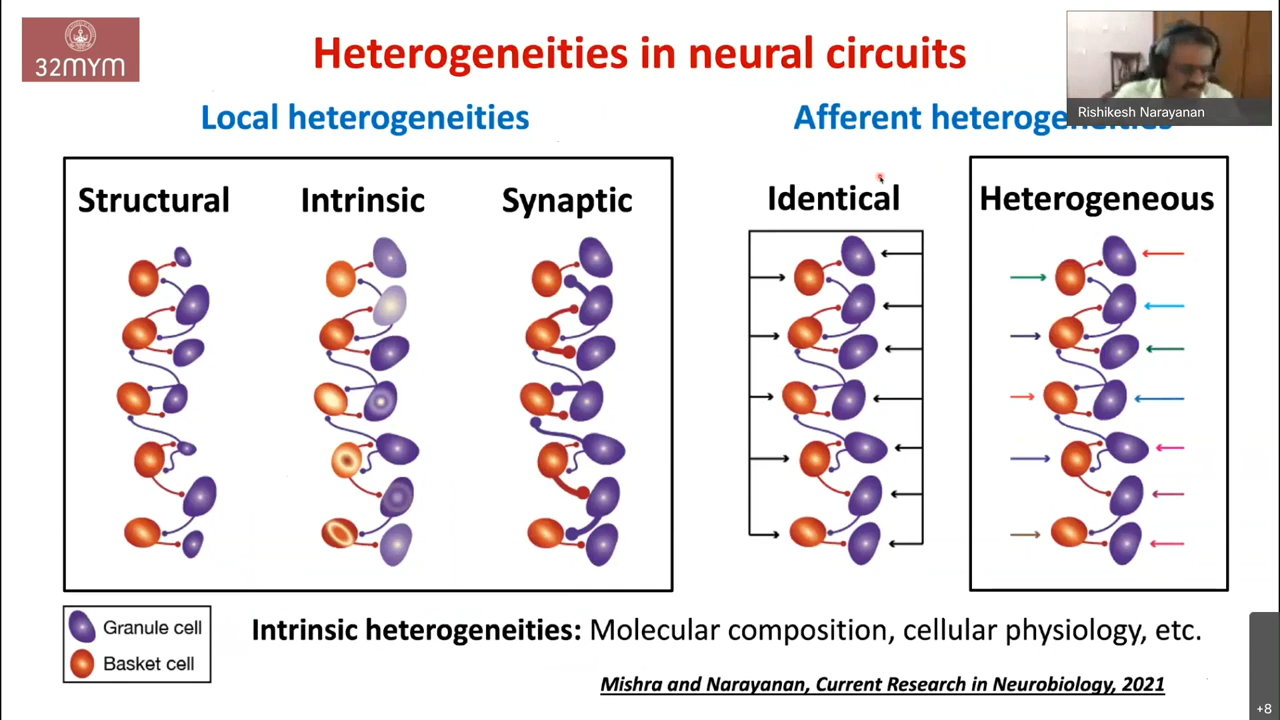 32MYM
Heterogeneities in neural circuits
Rishikesh Narayanan
Local heterogeneities
Afferent heterogeneities
Structural
Intrinsic
Synaptic
Identical
Heterogeneous
Granule cell
Basket cell
Intrinsic heterogeneities: Molecular composition, cellular physiology, etc.
Mishra and Narayanan, Current Research in Neurobiology, 2021
+8